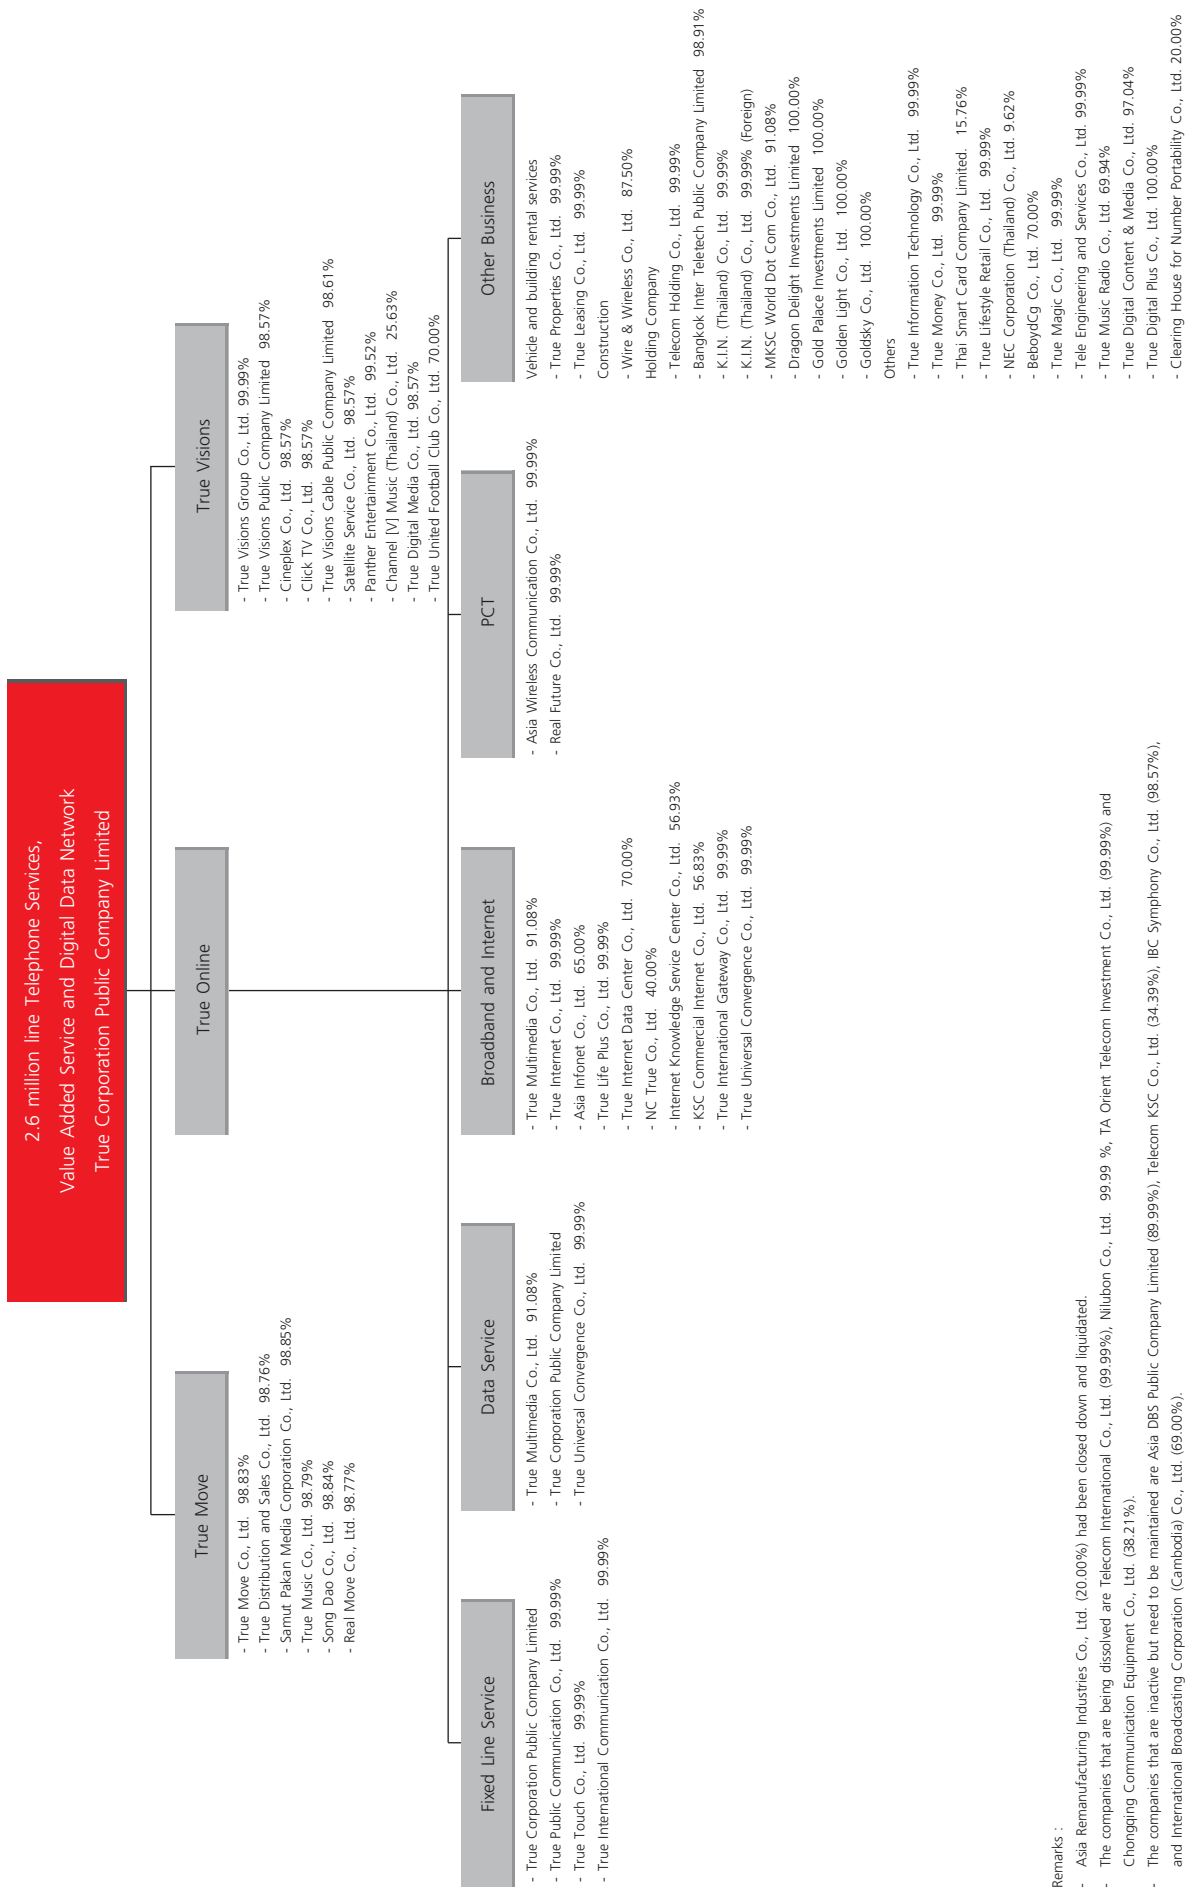 2.6 million line Telephone Services,
Value Added Service and Digital Data Network
True Corporation Public Company Limited
True Move
- True Move Co., Ltd. 98.83%
- True Distribution and Sales Co., Ltd. 98.76%
- Samut Pakan Media Corporation Co., Ltd. 98.85%
- True Music Co., Ltd. 98.79%
- Song Dao Co., Ltd. 98.84%
- Real Move Co., Ltd. 98.77%
True Online
True Visions
- True Visions Group Co., Ltd. 99.99%
- True Visions Public Company Limited 98.57%
- Cineplex Co., Ltd. 98.57%
- Click TV Co., Ltd. 98.57%
- True Visions Cable Public Company Limited 98.61%
- Satellite Service Co., Ltd. 98.57%
- Panther Entertainment Co., Ltd. 99.52%
- Channel [V] Music (Thailand) Co., Ltd. 25.63%
- True Digital Media Co., Ltd. 98.57%
- True United Football Club Co., Ltd. 70.00%
Fixed Line Service
- True Corporation Public Company Limited
- True Public Communication Co., Ltd. 99.99%
- True Touch Co., Ltd. 99.99%
- True International Communication Co., Ltd. 99.99%
Data Service
- True Multimedia Co., Ltd. 91.08%
- True Corporation Public Company Limited
- True Universal Convergence Co., Ltd. 99.99%
Broadband and Internet
- True Multimedia Co., Ltd. 91.08%
- True Internet Co., Ltd. 99.99%
- Asia Infonet Co., Ltd. 65.00%
- True Life Plus Co., Ltd. 99.99%
- True Internet Data Center Co., Ltd. 70.00%
- NC True Co., Ltd. 40.00%
- Internet Knowledge Service Center Co., Ltd. 56.93%
- KSC Commercial Internet Co., Ltd. 56.83%
- True International Gateway Co., Ltd. 99.99%
- True Universal Convergence Co., Ltd. 99.99%
PCT
- Asia Wireless Communication Co., Ltd. 99.99%
- Real Future Co., Ltd. 99.99%
Other Business
Vehicle and building rental services
- True Properties Co., Ltd. 99.99%
- True Leasing Co., Ltd. 99.99%
Construction
- Wire & Wireless Co., Ltd. 87.50%
Holding Company
- Telecom Holding Co., Ltd. 99.99%
- Bangkok Inter Teletech Public Company Limited 98.91%
- K.I.N. (Thailand) Co., Ltd. 99.99%
- K.I.N. (Thailand) Co., Ltd. 99.99% (Foreign)
- MKSC World Dot Com Co., Ltd. 91.08%
- Dragon Delight Investments Limited 100.00%
- Gold Palace Investments Limited 100.00%
- Golden Light Co., Ltd. 100.00%
- Goldsky Co., Ltd. 100.00%
Others
- True Information Technology Co., Ltd. 99.99%
- True Money Co., Ltd. 99.99%
- Thai Smart Card Company Limited. 15.76%
- True Lifestyle Retail Co., Ltd. 99.99%
- NEC Corporation (Thailand) Co., Ltd. 9.62%
- BeboydCg Co., Ltd. 70.00%
- True Magic Co., Ltd. 99.99%
- Tele Engineering and Services Co., Ltd. 99.99%
- True Music Radio Co., Ltd. 69.94%
- True Digital Content & Media Co., Ltd. 97.04%
- True Digital Plus Co., Ltd. 100.00%
- Clearing House for Number Portability Co., Ltd. 20.00%
Remarks :
- Asia Remanufacturing Industries Co., Ltd. (20.00%) had been closed down and liquidated.
- The companies that are being dissolved are Telecom International Co., Ltd. (99.99%), Nilubon Co., Ltd. 99.99 %, TA Orient Telecom Investment Co., Ltd. (99.99%) and
Chongqing Communication Equipment Co., Ltd. (38.21%).
- The companies that are inactive but need to be maintained are Asia DBS Public Company Limited (89.99%), Telecom KSC Co., Ltd. (34.39%), IBC Symphony Co., Ltd. (98.57%),
and International Broadcasting Corporation (Cambodia) Co., Ltd. (69.00%).